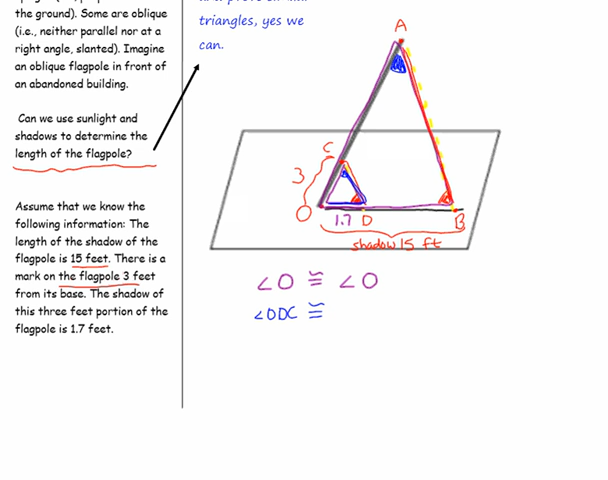 the ground). Some are oblique
(i.e., neither parallel nor at a
right angle, slanted). Imagine
an oblique flagpole in front of
an abandoned building.
Can we use sunlight and
shadows to determine the
length of the flagpole?
Assume that we know the
following information: The
length of the shadow of the
flagpole is 15 feet. There is a
mark on the flagpole 3 feet
from its base. The shadow of
this three feet portion of the
flagpole is 1.7 feet.
triangles, yes we
can.
A
C
3
O
1.7 D
B
shadow 15 ft
∠O ≅ ∠O
∠ODC ≅